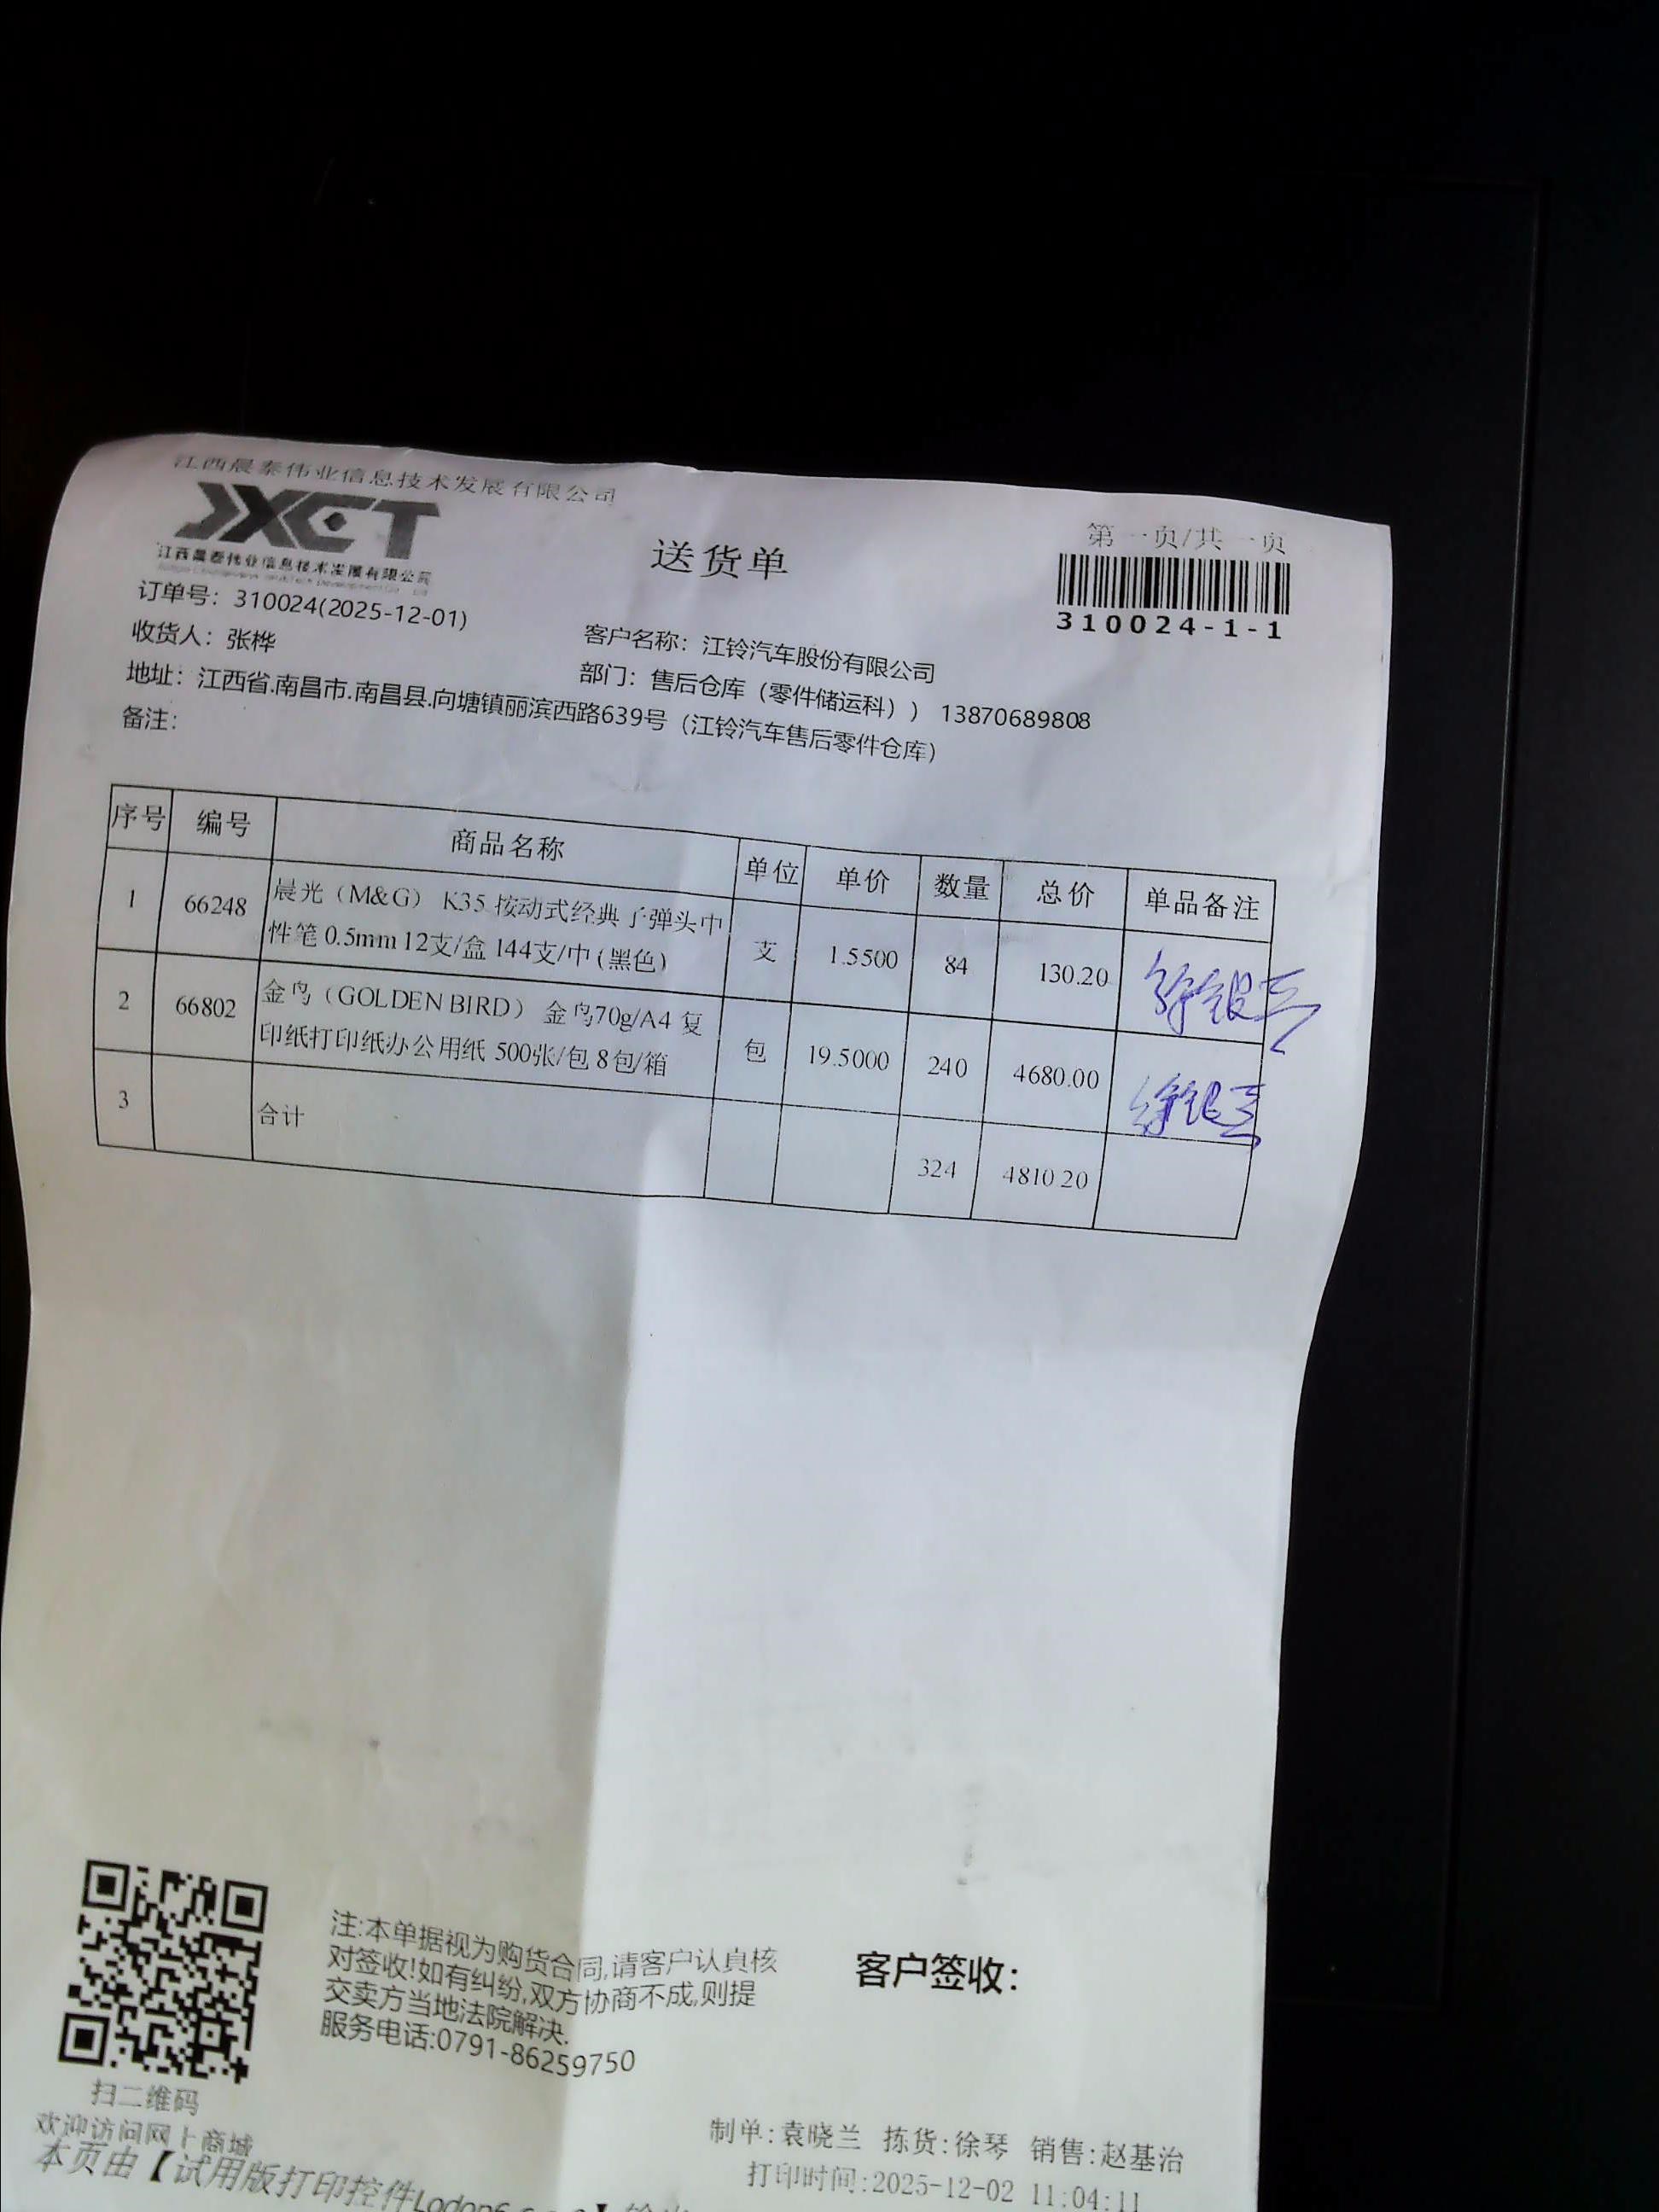 江西晨泰伟业信息技术发展有限公司
JXCT
江西晨泰伟业信息技术发展有限公司
送货单
第一页/共一页
310024-1-1
订单号：310024(2025-12-01)
收货人：张桦
客户名称：江铃汽车股份有限公司
部门：售后仓库（零件储运科）） 13870689808
地址：江西省.南昌市.南昌县.向塘镇丽滨西路639号（江铃汽车售后零件仓库）
备注：
序号 编号 商品名称 单位 单价 数量 总价 单品备注
1 66248 晨光（M&G） K35 按动式经典子弹头中
性笔 0.5mm 12支/盒 144支/巾 (黑色) 支 1.5500 84 130.20
2 66802 金鸟（GOLDEN BIRD） 金鸟70g/A4 复
印纸打印纸办公用纸 500张/包 8包/箱 包 19.5000 240 4680.00
3 合计 324 4810.20
注:本单据视为购货合同,请客户认真核
对签收!如有纠纷,双方协商不成,则提
交卖方当地法院解决.
服务电话:0791-86259750
客户签收:
扫二维码
欢迎访问网上商城
制单:袁晓兰 拣货:徐琴 销售:赵基治
打印时间:2025-12-02 11:04:11
本页由【试用版打印控件Lodop6